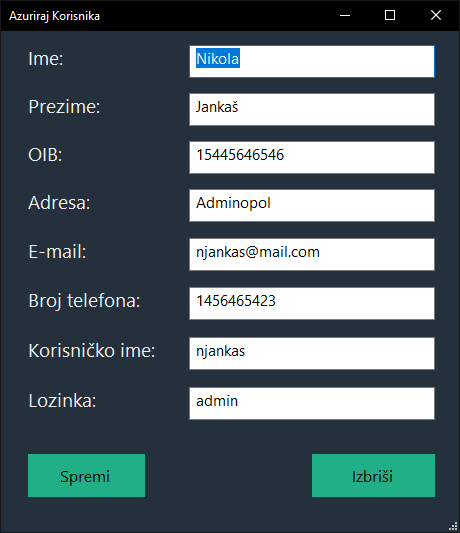 Azuriraj Korisnika
Ime: Nikola
Prezime: Jankaš
OIB: 15445646546
Adresa: Adminopol
E-mail: njankas@mail.com
Broj telefona: 1456465423
Korisničko ime: njankas
Lozinka: admin
Spremi Izbriši